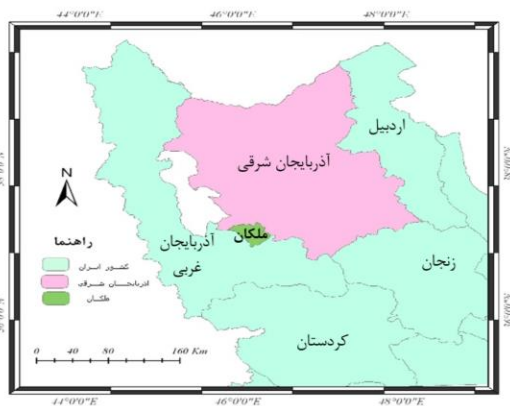 44°0'0"E 46°0'0"E 48°0'0"E
اردبیل
آذربایجان شرقی
N
ملکان
راهنما
آذربایجان
غربی
زنجان
کشور ایران
اذربایجان شرقی
ملکان
کردستان
0 40 80 160 Km
44°0'0"E 46°0'0"E 48°0'0"E